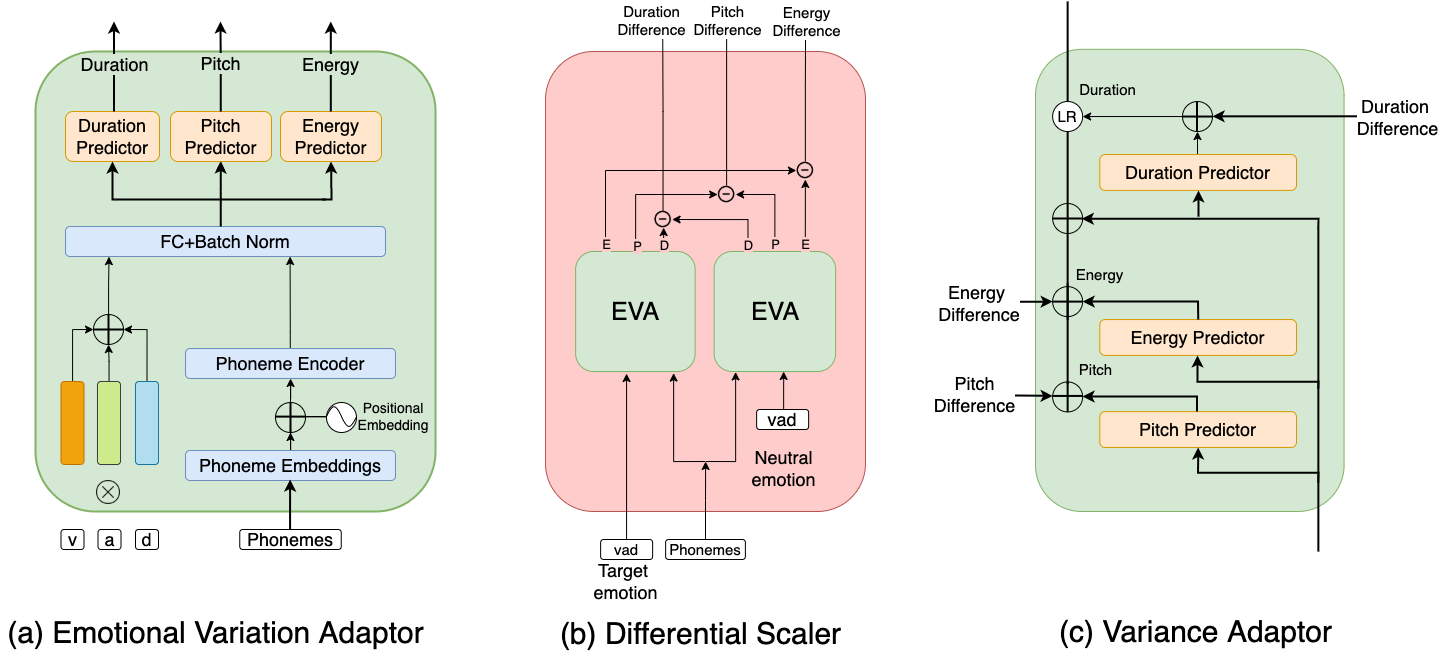 Duration
Pitch
Energy
Duration
Predictor
Pitch
Predictor
Energy
Predictor
FC+Batch Norm
Phoneme Encoder
Positional
Embedding
Phoneme Embeddings
v
a
d
Phonemes
(a) Emotional Variation Adaptor
Duration
Difference
Pitch
Difference
Energy
Difference
E
P
D
D
P
E
EVA
EVA
vad
Neutral
emotion
vad
Phonemes
Target
emotion
(b) Differential Scaler
Duration
LR
Duration
Difference
Duration Predictor
Energy
Energy
Difference
Energy Predictor
Pitch
Pitch
Difference
Pitch Predictor
(c) Variance Adaptor